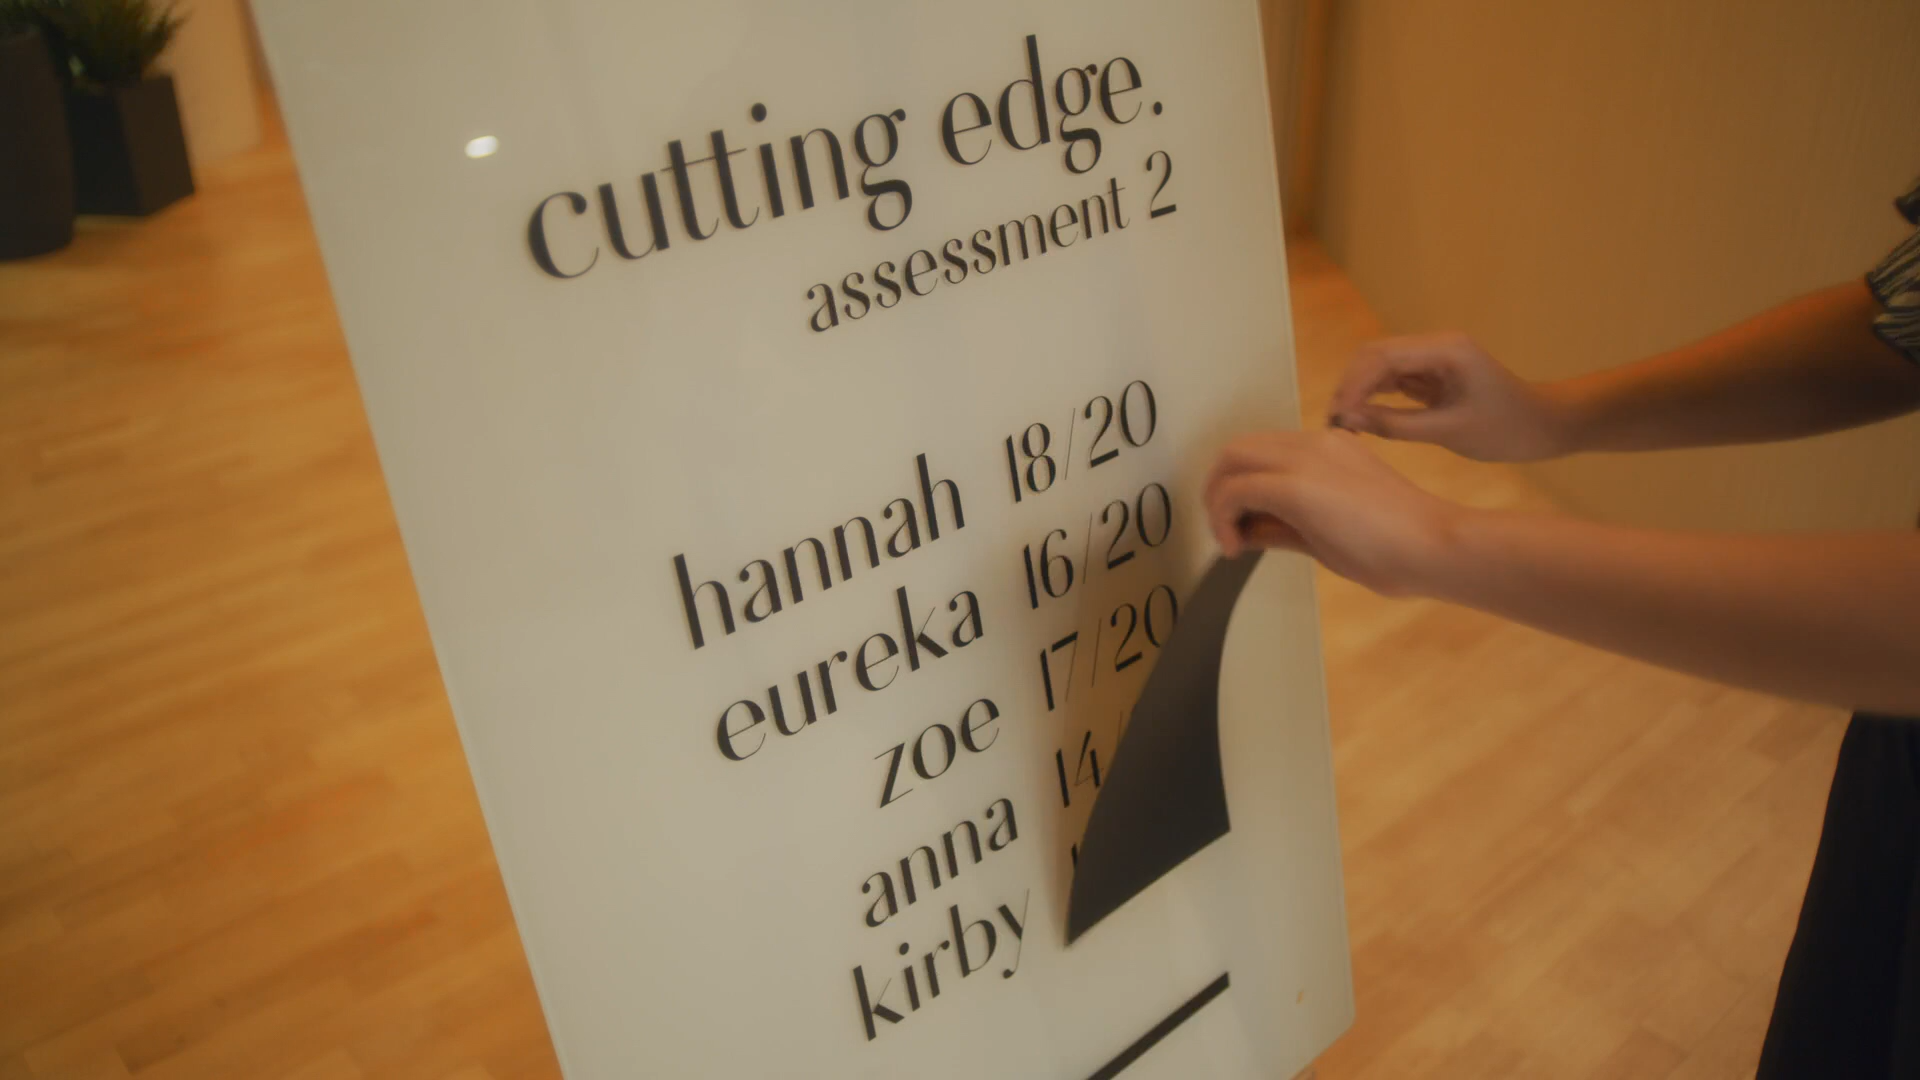 cutting edge.
assessment 2
hannah 18/20
eureka 16/20
zoe 17/20
anna 14/
kirby